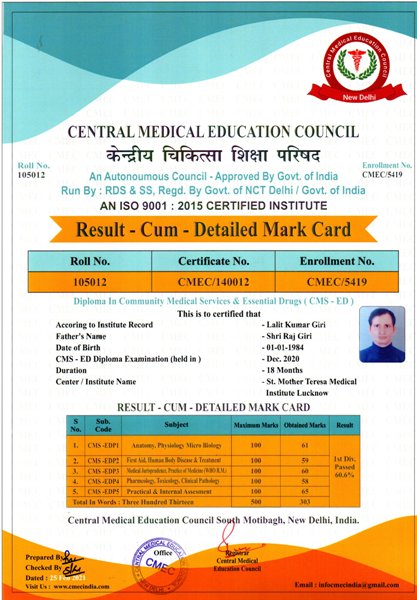 Central Medical Education Council
New Delhi
CENTRAL MEDICAL EDUCATION COUNCIL
केन्द्रीय चिकित्सा शिक्षा परिषद
Roll No.
105012
Enrollment No.
CMEC/5419
An Autonoumous Council - Approved By Govt. of India
Run By : RDS & SS, Regd. By Govt. of NCT Delhi / Govt. of India
AN ISO 9001 : 2015 CERTIFIED INSTITUTE
Result - Cum - Detailed Mark Card
Roll No. Certificate No. Enrollment No.
105012 CMEC/140012 CMEC/5419
Diploma In Community Medical Services & Essential Drugs ( CMS - ED )
This is to certified that
Accoring to Institute Record - Lalit Kumar Giri
Father's Name - Shri Raj Giri
Date of Birth - 01-01-1984
CMS - ED Diploma Examination (held in ) - Dec. 2020
Duration - 18 Months
Center / Institute Name - St. Mother Teresa Medical
Institute Lucknow
RESULT - CUM - DETAILED MARK CARD
S No. Sub. Code Subject Maximum Marks Obtained Marks Result
1. CMS -EDP1 Anatomy, Physiology Micro Biology 100 61
2. CMS -EDP2 First Aid, Human Body Disease & Treatment 100 59
3. CMS -EDP3 Medical Jurisprudence, Practice of Medicine (WHO H.M.) 100 60
4. CMS -EDP4 Pharmacology, Toxicology, Clinical Pathology 100 58
5. CMS -EDP5 Practical & Internal Assesment 100 65
1st Div.
Passed
60.6%
Total In Words : Three Hundred Thirteen 500 303
Central Medical Education Council South Motibagh, New Delhi, India.
Prepared By
Checked By
Dated : 25 Feb 2021
Visit Us : www.cmecindia.com
Office
CENTRAL MEDICAL EDUCATION
CMEC
Registrar
Central Medical
Education Council
Email : infocmecindia@gmail.com